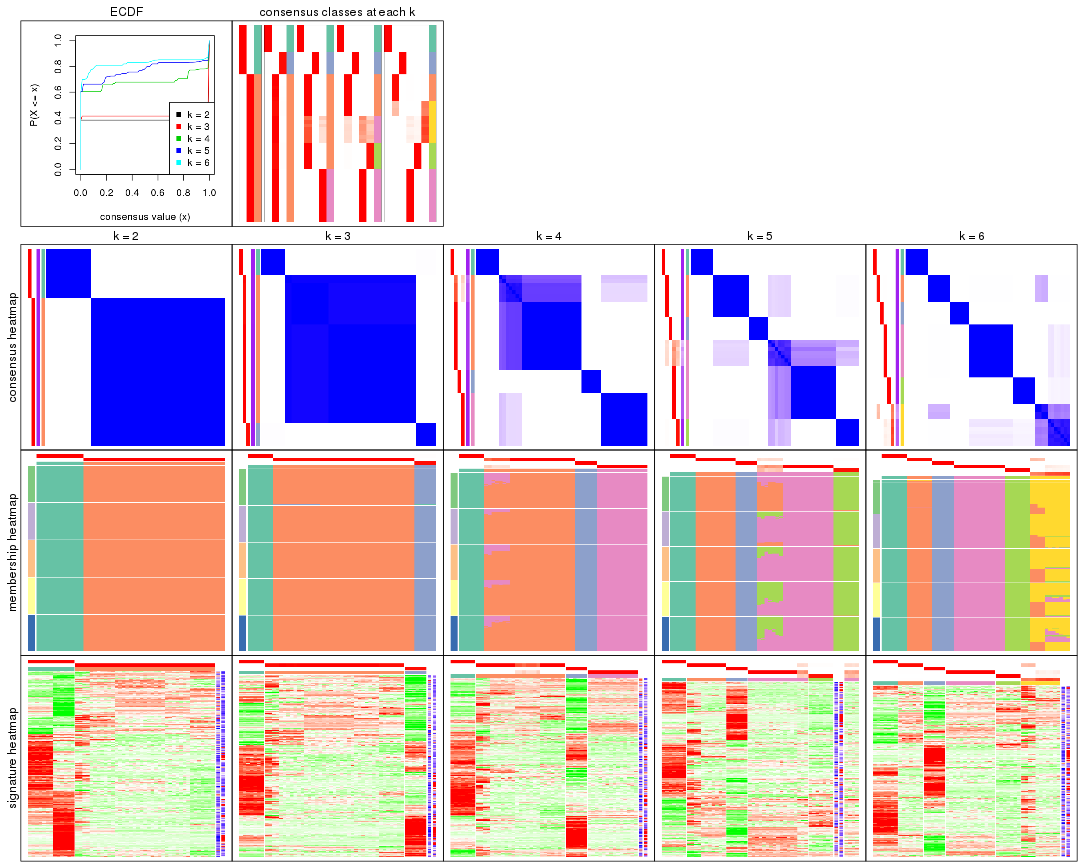 ECDF
consensus classes at each k
P(X <= x)
0.0 0.2 0.4 0.6 0.8 1.0
k = 2
k = 3
k = 4
k = 5
k = 6
0.0 0.2 0.4 0.6 0.8 1.0
consensus value (x)
k = 2
k = 3
k = 4
k = 5
k = 6
consensus heatmap
membership heatmap
signature heatmap